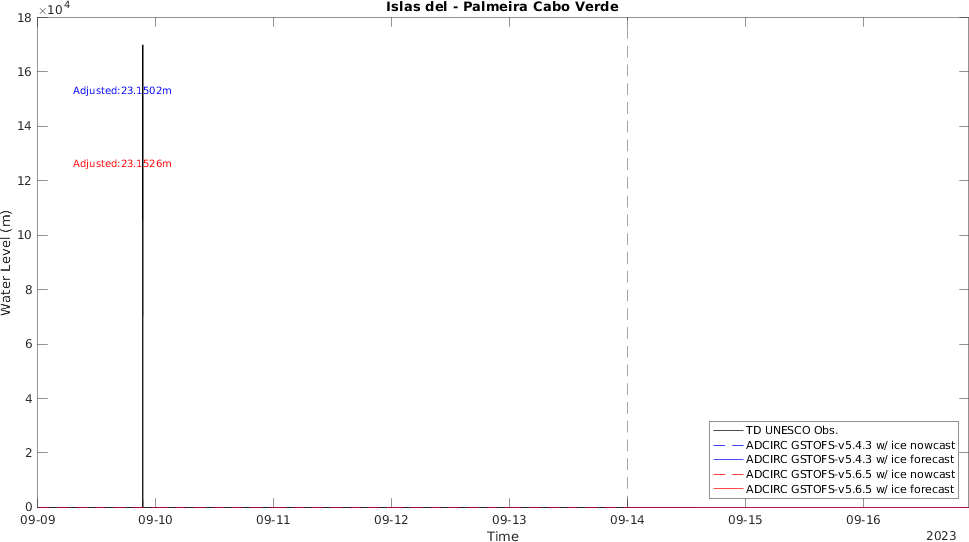 Islas del - Palmeira Cabo Verde
×10⁴
18
16
14
12
10
8
6
4
2
0
Water Level (m)
Adjusted:23.1502m
Adjusted:23.1526m
TD UNESCO Obs.
ADCIRC GSTOFS-v5.4.3 w/ ice nowcast
ADCIRC GSTOFS-v5.4.3 w/ ice forecast
ADCIRC GSTOFS-v5.6.5 w/ ice nowcast
ADCIRC GSTOFS-v5.6.5 w/ ice forecast
09-09 09-10 09-11 09-12 09-13 09-14 09-15 09-16
Time
2023